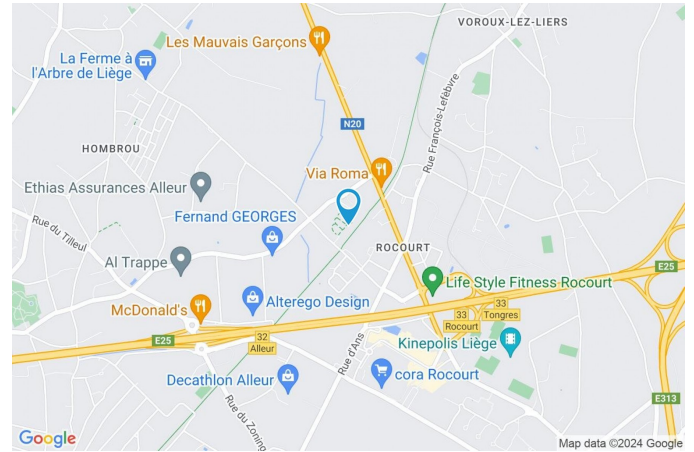 VOROUX-LEZ-LIERS
Les Mauvais Garçons
La Ferme à
l'Arbre de Liège
N20
Rue François-Lefèbvre
HOMBROU
Via Roma
Ethias Assurances Alleur
Rue du Tilleul
Fernand GEORGES
ROCOURT
Al Trappe
E25
Life Style Fitness Rocourt
Alterego Design
McDonald's
33
Tongres
33
Rocourt
E25
32
Alleur
Kinepolis Liège
Rue d'Ans
cora Rocourt
Decathlon Alleur
E313
Rue du Zoning
Google
Map data ©2024 Google